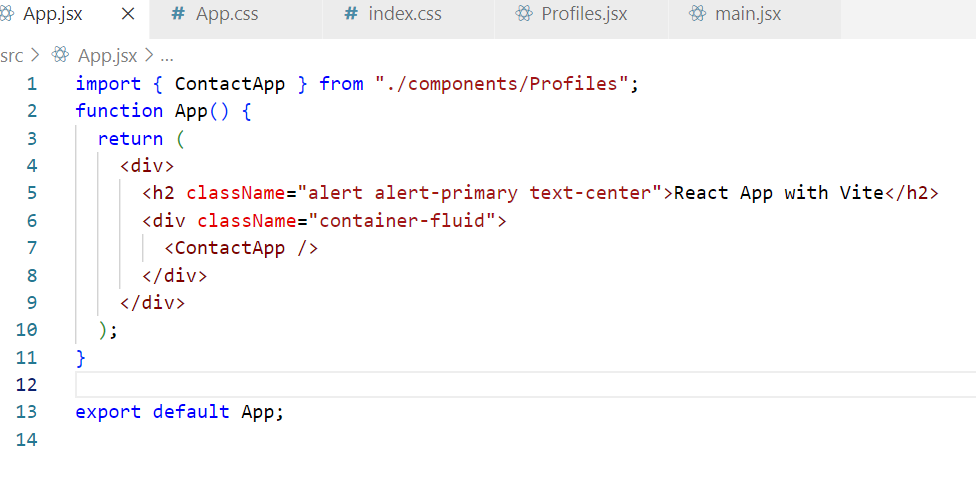 App.jsx × # App.css # index.css Profiles.jsx main.jsx
src > App.jsx > ...
1 import { ContactApp } from "./components/Profiles";
2 function App() {
3   return (
4     <div>
5       <h2 className="alert alert-primary text-center">React App with Vite</h2>
6       <div className="container-fluid">
7         <ContactApp />
8       </div>
9     </div>
10   );
11 }
12
13 export default App;
14